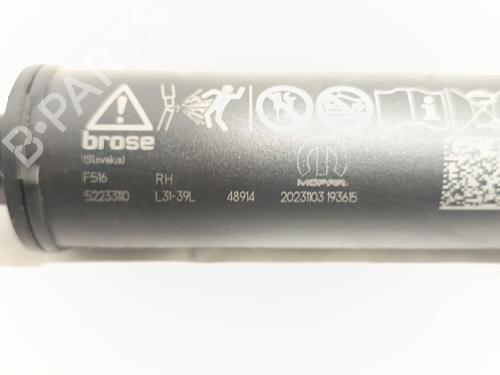 brose
(Slovakia)
F516 RH MOPAR
52233110 L31-39L 48914 20231103 193615
B-PARTS